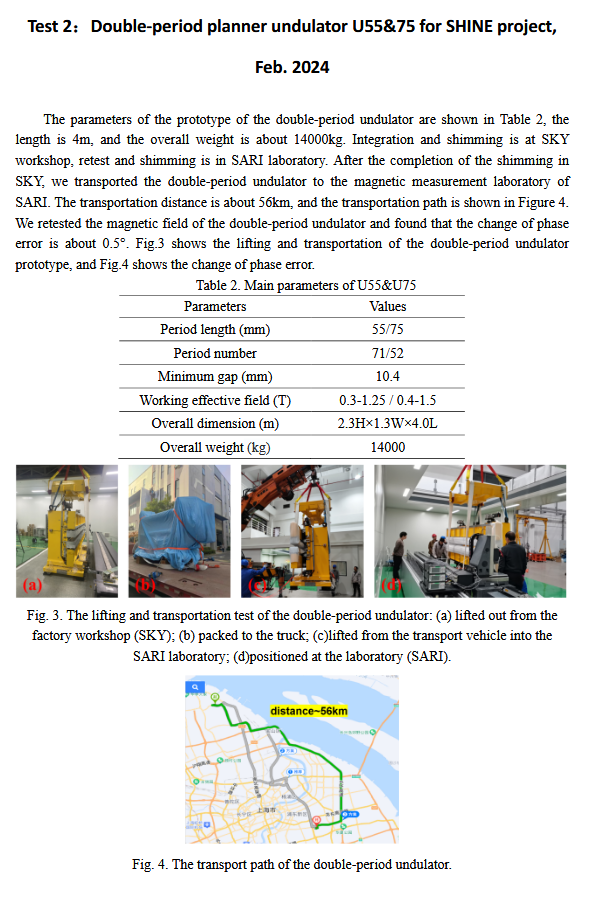 Test 2：Double-period planner undulator U55&75 for SHINE project,
Feb. 2024
The parameters of the prototype of the double-period undulator are shown in Table 2, the
length is 4m, and the overall weight is about 14000kg. Integration and shimming is at SKY
workshop, retest and shimming is in SARI laboratory. After the completion of the shimming in
SKY, we transported the double-period undulator to the magnetic measurement laboratory of
SARI. The transportation distance is about 56km, and the transportation path is shown in Figure 4.
We retested the magnetic field of the double-period undulator and found that the change of phase
error is about 0.5°. Fig.3 shows the lifting and transportation of the double-period undulator
prototype, and Fig.4 shows the change of phase error.
Table 2. Main parameters of U55&U75
Parameters Values
Period length (mm) 55/75
Period number 71/52
Minimum gap (mm) 10.4
Working effective field (T) 0.3-1.25 / 0.4-1.5
Overall dimension (m) 2.3H×1.3W×4.0L
Overall weight (kg) 14000
(a) (b) (c) (d)
Fig. 3. The lifting and transportation test of the double-period undulator: (a) lifted out from the
factory workshop (SKY); (b) packed to the truck; (c)lifted from the transport vehicle into the
SARI laboratory; (d)positioned at the laboratory (SARI).
distance~56km
上海市
Fig. 4. The transport path of the double-period undulator.